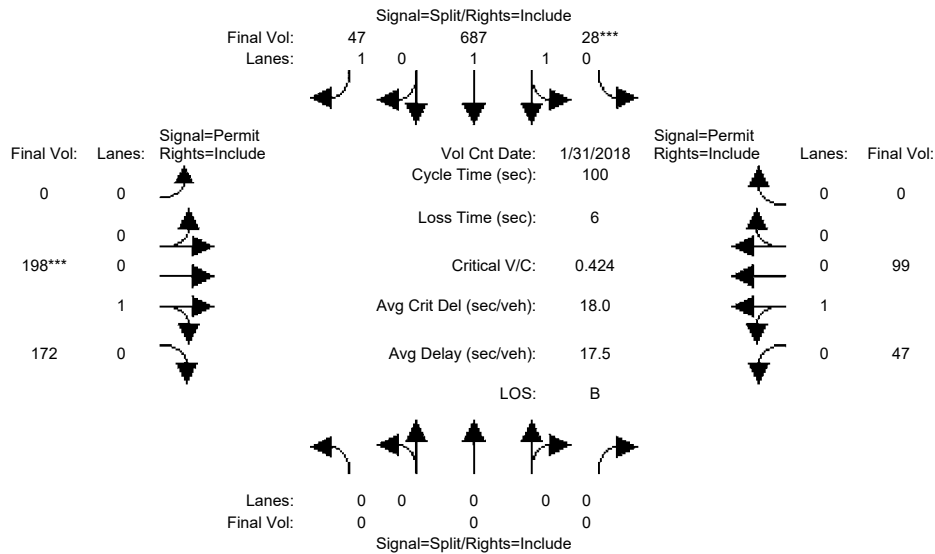 Signal=Split/Rights=Include
Final Vol: 47 687 28***
Lanes: 1 0 1 1 0
Signal=Permit
Final Vol: Lanes: Rights=Include
Vol Cnt Date: 1/31/2018
Signal=Permit
Rights=Include Lanes: Final Vol:
Cycle Time (sec): 100
0 0
0 0
Loss Time (sec): 6
0
0
198*** 0
Critical V/C: 0.424
0 99
1
Avg Crit Del (sec/veh): 18.0
1
172 0
Avg Delay (sec/veh): 17.5
0 47
LOS: B
Lanes: 0 0 0 0 0
Final Vol: 0 0 0
Signal=Split/Rights=Include